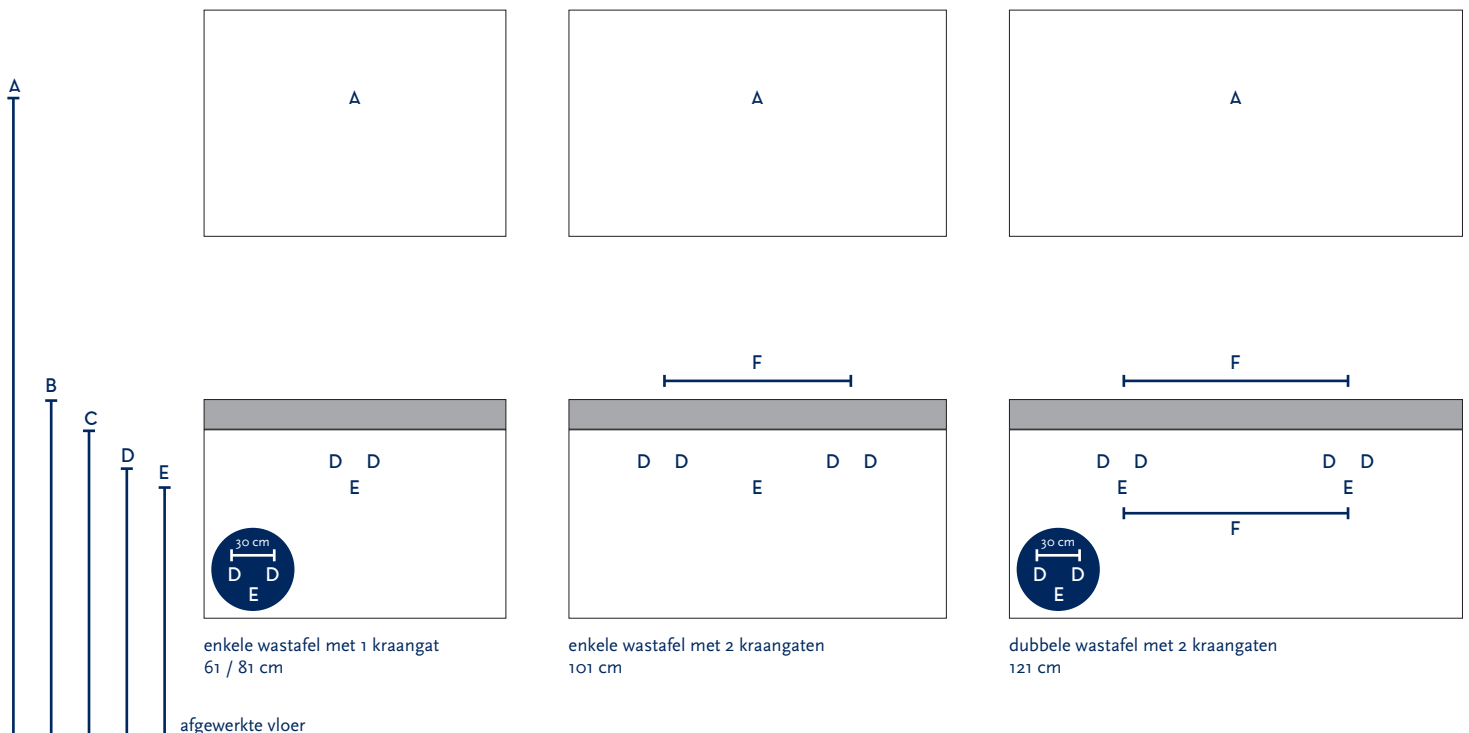 A
A
A
A
B
C
D
E
F
F
D D
E
D D
D D
E
D D
D D
E
E
F
30 cm
D D
E
30 cm
D D
E
enkele wastafel met 1 kraangat
61 / 81 cm
enkele wastafel met 2 kraangaten
101 cm
dubbele wastafel met 2 kraangaten
121 cm
afgewerkte vloer